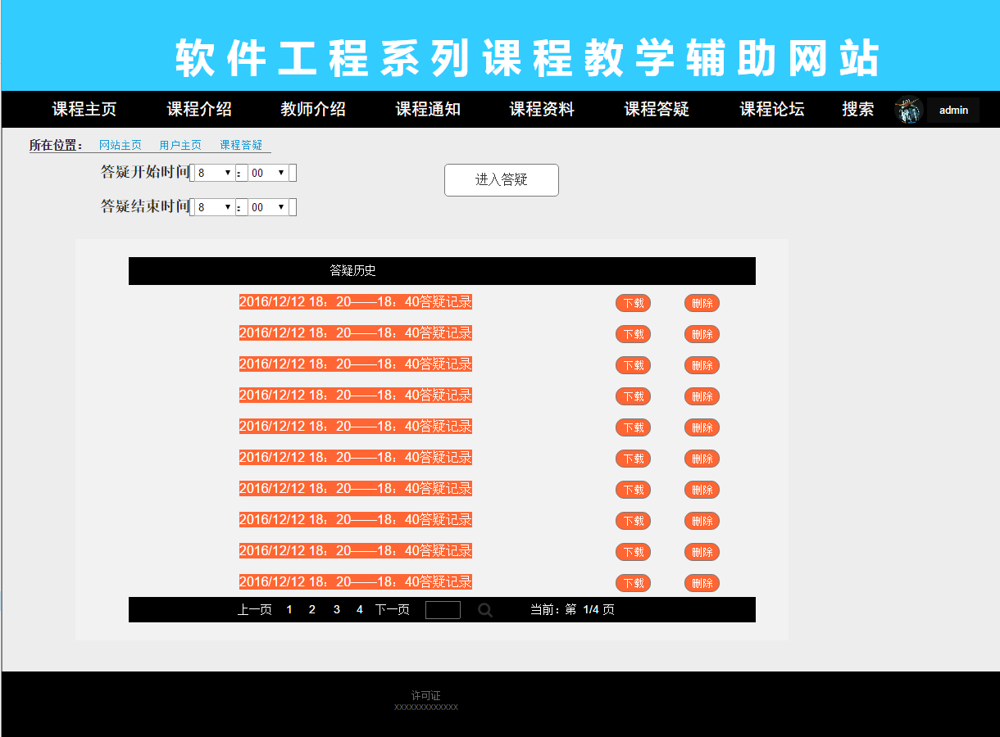 软件工程系列课程教学辅助网站
课程主页 课程介绍 教师介绍 课程通知 课程资料 课程答疑 课程论坛 搜索 admin
所在位置： 网站主页 用户主页 课程答疑
答疑开始时间 8 : 00
进入答疑
答疑结束时间 8 : 00
答疑历史
2016/12/12 18：20——18：40答疑记录 下载 删除
2016/12/12 18：20——18：40答疑记录 下载 删除
2016/12/12 18：20——18：40答疑记录 下载 删除
2016/12/12 18：20——18：40答疑记录 下载 删除
2016/12/12 18：20——18：40答疑记录 下载 删除
2016/12/12 18：20——18：40答疑记录 下载 删除
2016/12/12 18：20——18：40答疑记录 下载 删除
2016/12/12 18：20——18：40答疑记录 下载 删除
2016/12/12 18：20——18：40答疑记录 下载 删除
2016/12/12 18：20——18：40答疑记录 下载 删除
上一页 1 2 3 4 下一页 当前：第 1/4 页
许可证
xxxxxxxxxxxxx